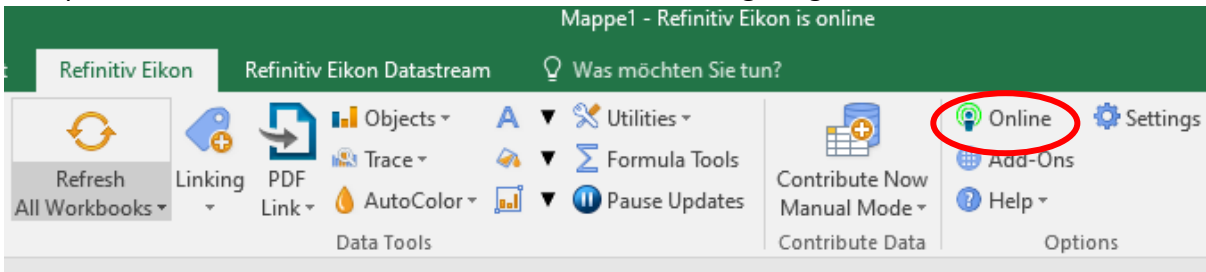 Mappe1 - Refinitiv Eikon is online
Refinitiv Eikon Refinitiv Eikon Datastream Was möchten Sie tun?
Refresh
All Workbooks
Linking
PDF
Link
Objects
Trace
AutoColor
A
Utilities
Formula Tools
Pause Updates
Data Tools
Contribute Now
Manual Mode
Contribute Data
Online Settings
Add-Ons
Help
Options